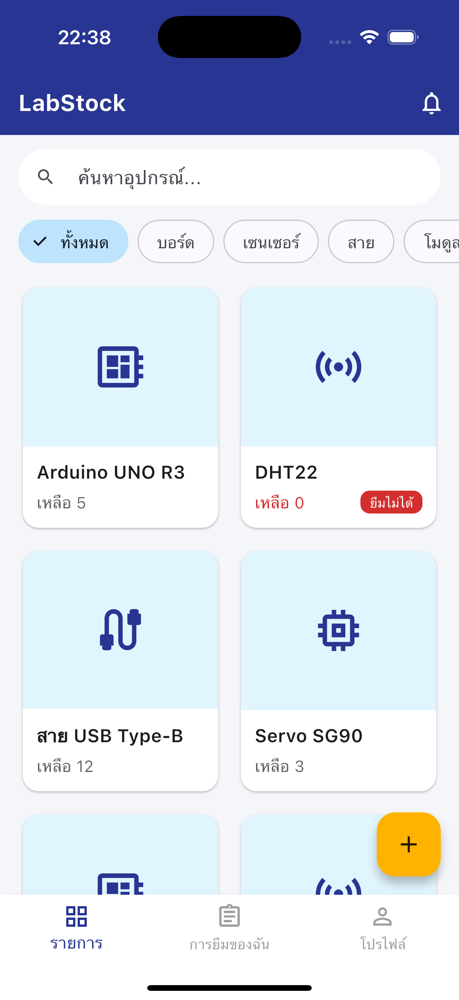 22:38
LabStock
ค้นหาอุปกรณ์...
ทั้งหมด บอร์ด เซนเซอร์ สาย โมดูล
Arduino UNO R3
เหลือ 5
DHT22
เหลือ 0 ยืมไม่ได้
สาย USB Type-B
เหลือ 12
Servo SG90
เหลือ 3
รายการ การยืมของฉัน โปรไฟล์